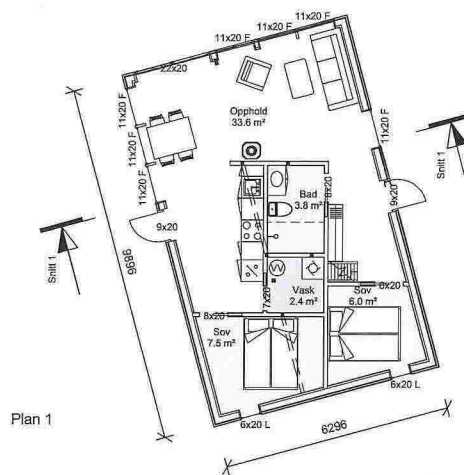 11x20 F
11x20 F
11x20 F
22x20
11x20 F
Opphold
33.6 m²
11x20 F
11x20 F
11x20 F
Snitt 1
Bad
3.8 m²
8x20
9x20
9x20
Snitt 1
9896
7x20
Vask
2.4 m²
8x20
Sov
6.0 m²
8x20
Sov
7.5 m²
6x20 L
6x20 L
Plan 1
6296